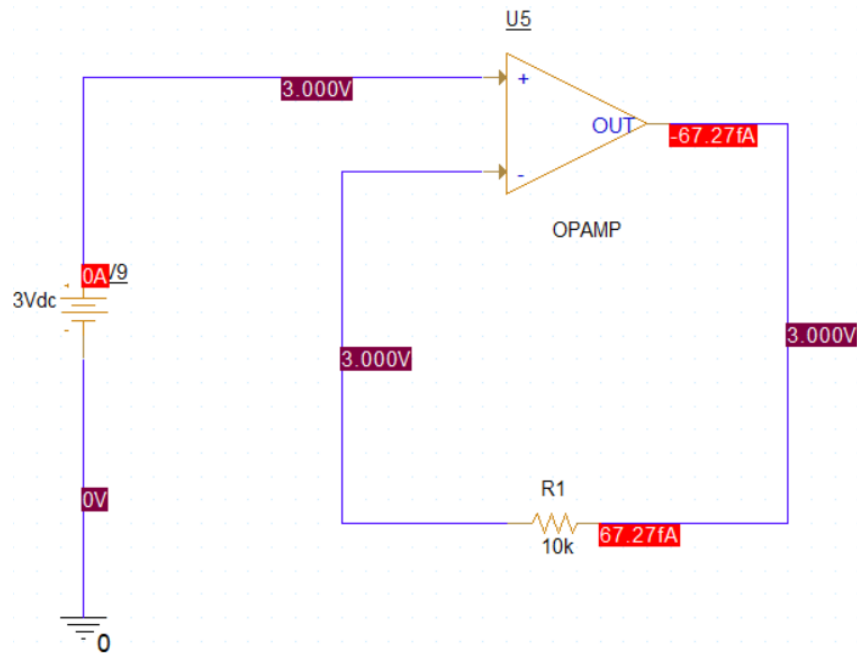 U5
3.000V
+
OUT
-67.27fA
-
OPAMP
0A
/9
3Vdc
3.000V
3.000V
0V
R1
10k
67.27fA
0